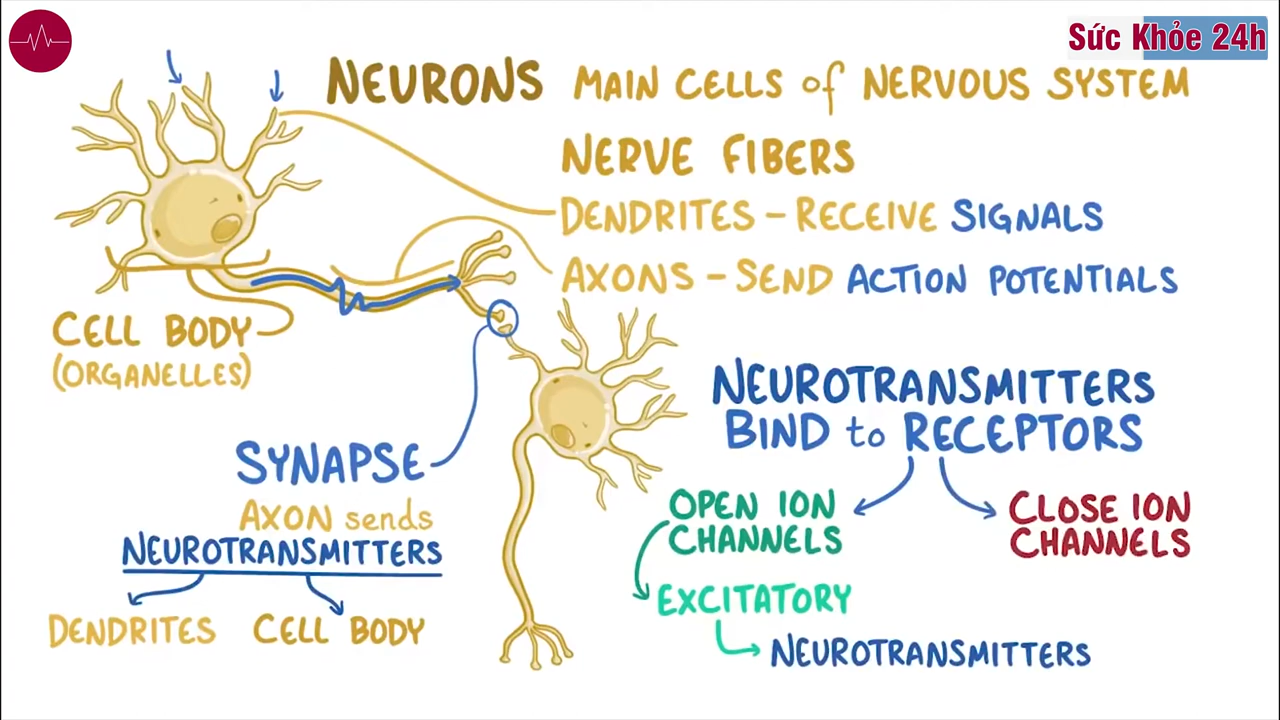 Sức Khỏe 24h
NEURONS MAIN CELLS of NERVOUS SYSTEM
NERVE FIBERS
DENDRITES - RECEIVE SIGNALS
AXONS - SEND ACTION POTENTIALS
CELL BODY
(ORGANELLES)
SYNAPSE
AXON sends
NEUROTRANSMITTERS
DENDRITES CELL BODY
NEUROTRANSMITTERS
BIND to RECEPTORS
OPEN ION
CHANNELS
CLOSE ION
CHANNELS
EXCITATORY
NEUROTRANSMITTERS